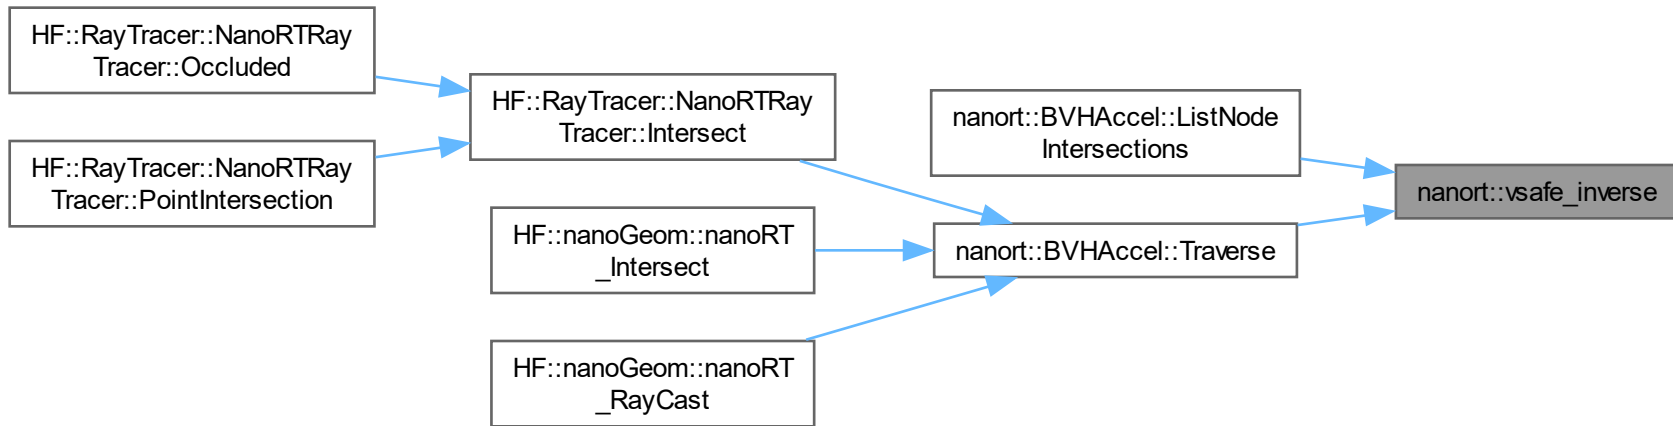 HF::RayTracer::NanoRTRay
Tracer::Occluded
HF::RayTracer::NanoRTRay
Tracer::PointIntersection
HF::RayTracer::NanoRTRay
Tracer::Intersect
HF::nanoGeom::nanoRT
_Intersect
HF::nanoGeom::nanoRT
_RayCast
nanort::BVHAccel::ListNode
Intersections
nanort::BVHAccel::Traverse
nanort::vsafe_inverse